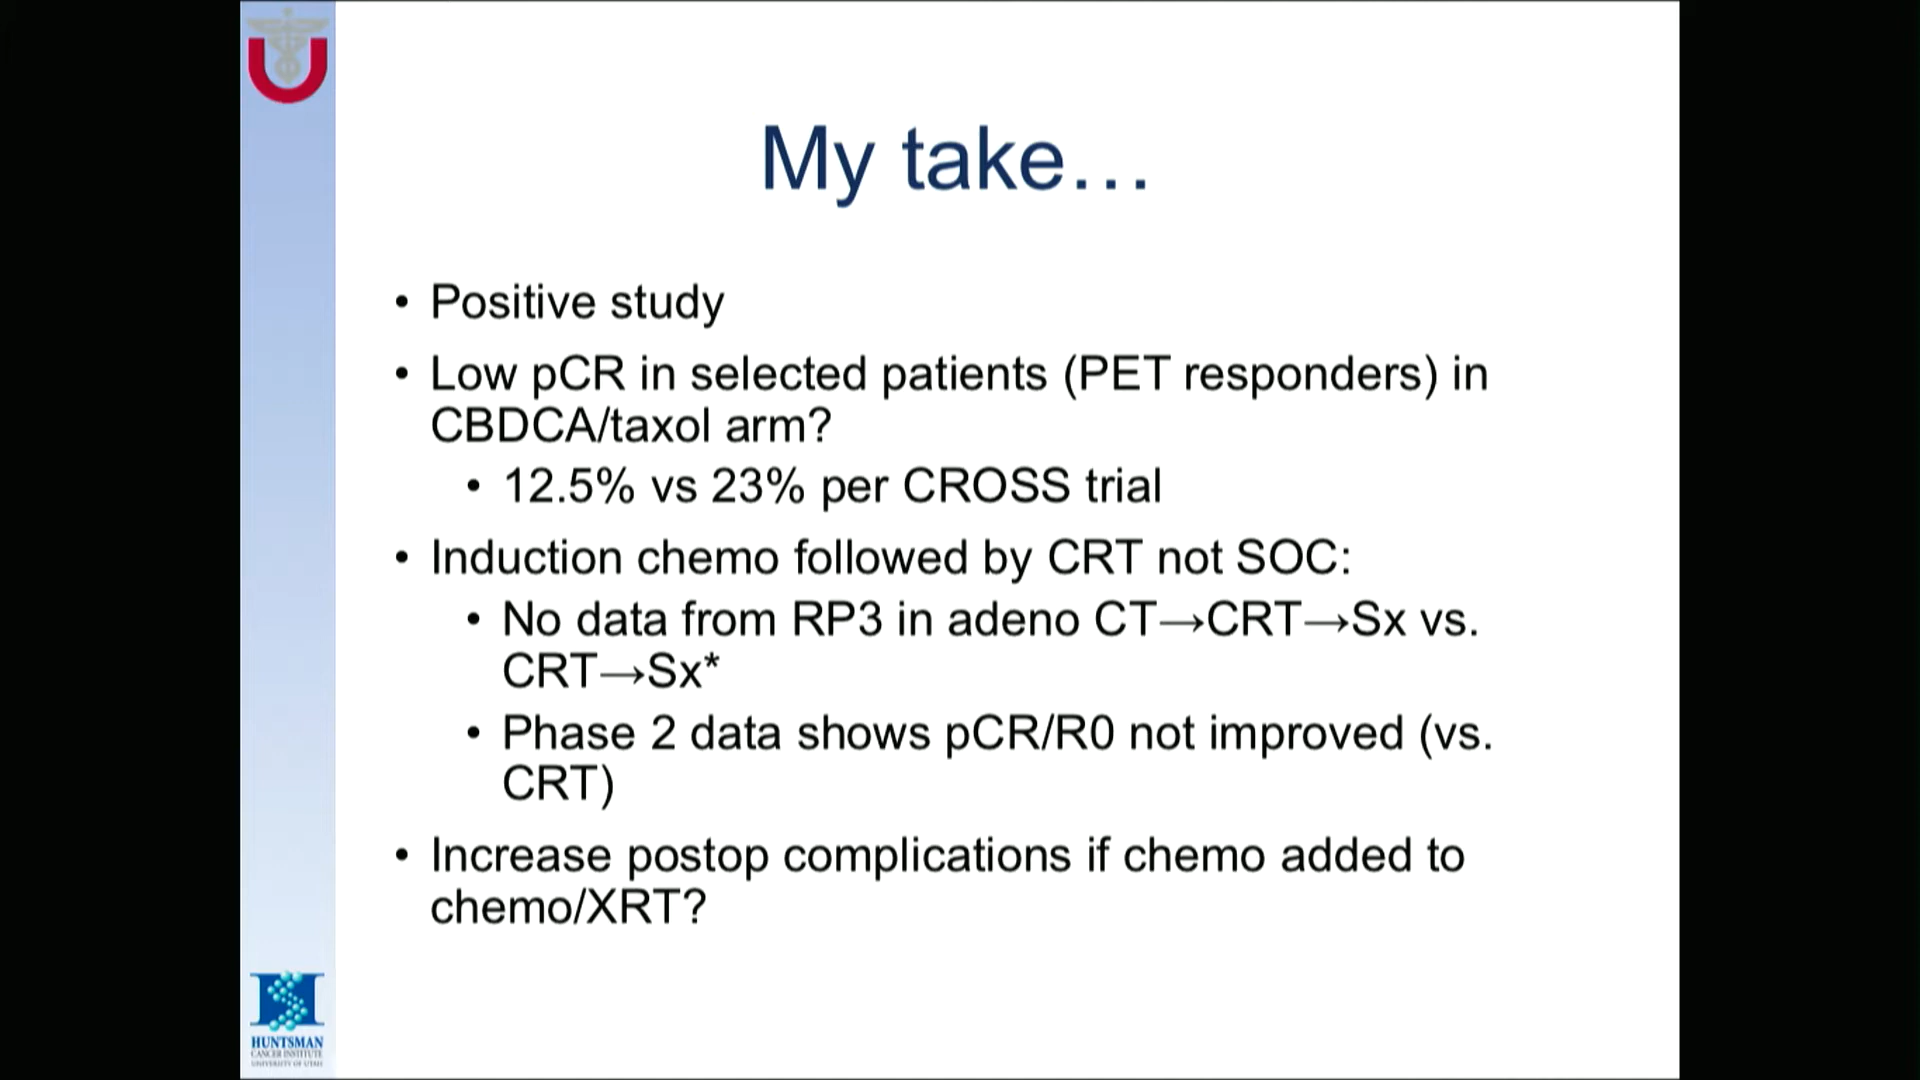 My take…
• Positive study
• Low pCR in selected patients (PET responders) in
CBDCA/taxol arm?
• 12.5% vs 23% per CROSS trial
• Induction chemo followed by CRT not SOC:
• No data from RP3 in adeno CT→CRT→Sx vs.
CRT→Sx*
• Phase 2 data shows pCR/R0 not improved (vs.
CRT)
• Increase postop complications if chemo added to
chemo/XRT?
HUNTSMAN
CANCER INSTITUTE
UNIVERSITY OF UTAH